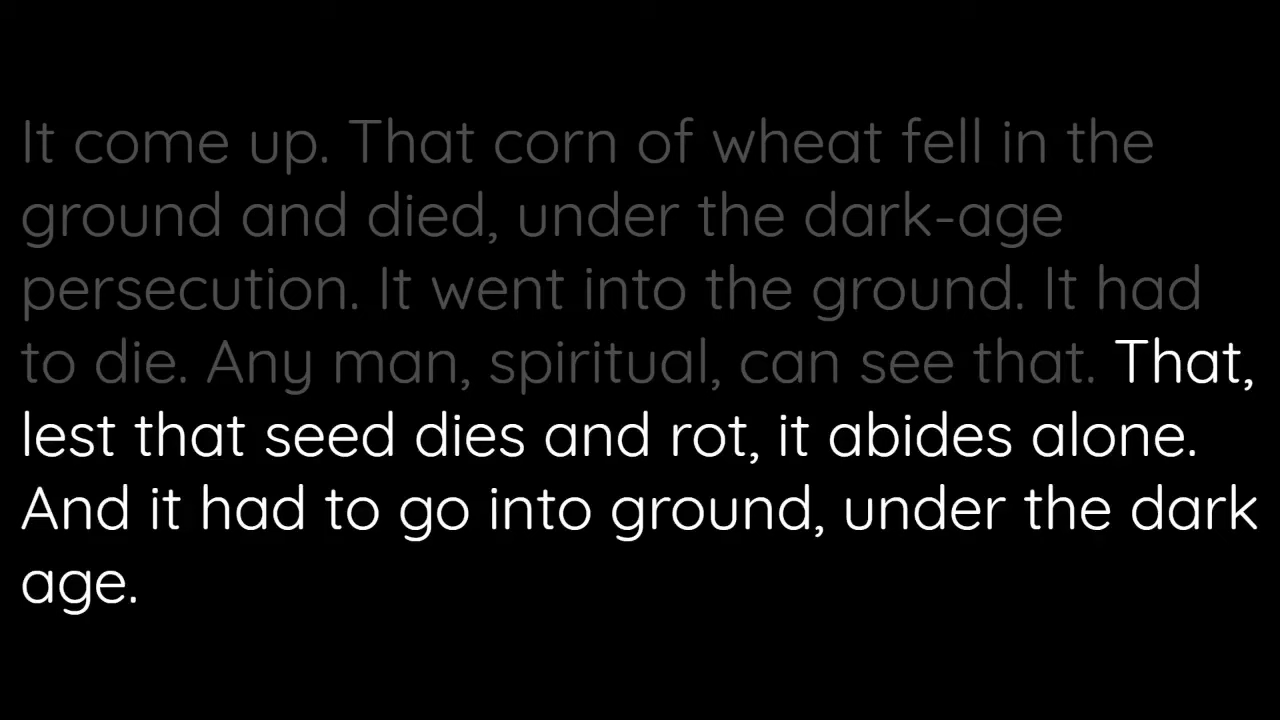 It come up. That corn of wheat fell in the
ground and died, under the dark-age
persecution. It went into the ground. It had
to die. Any man, spiritual, can see that. That,
lest that seed dies and rot, it abides alone.
And it had to go into ground, under the dark
age.